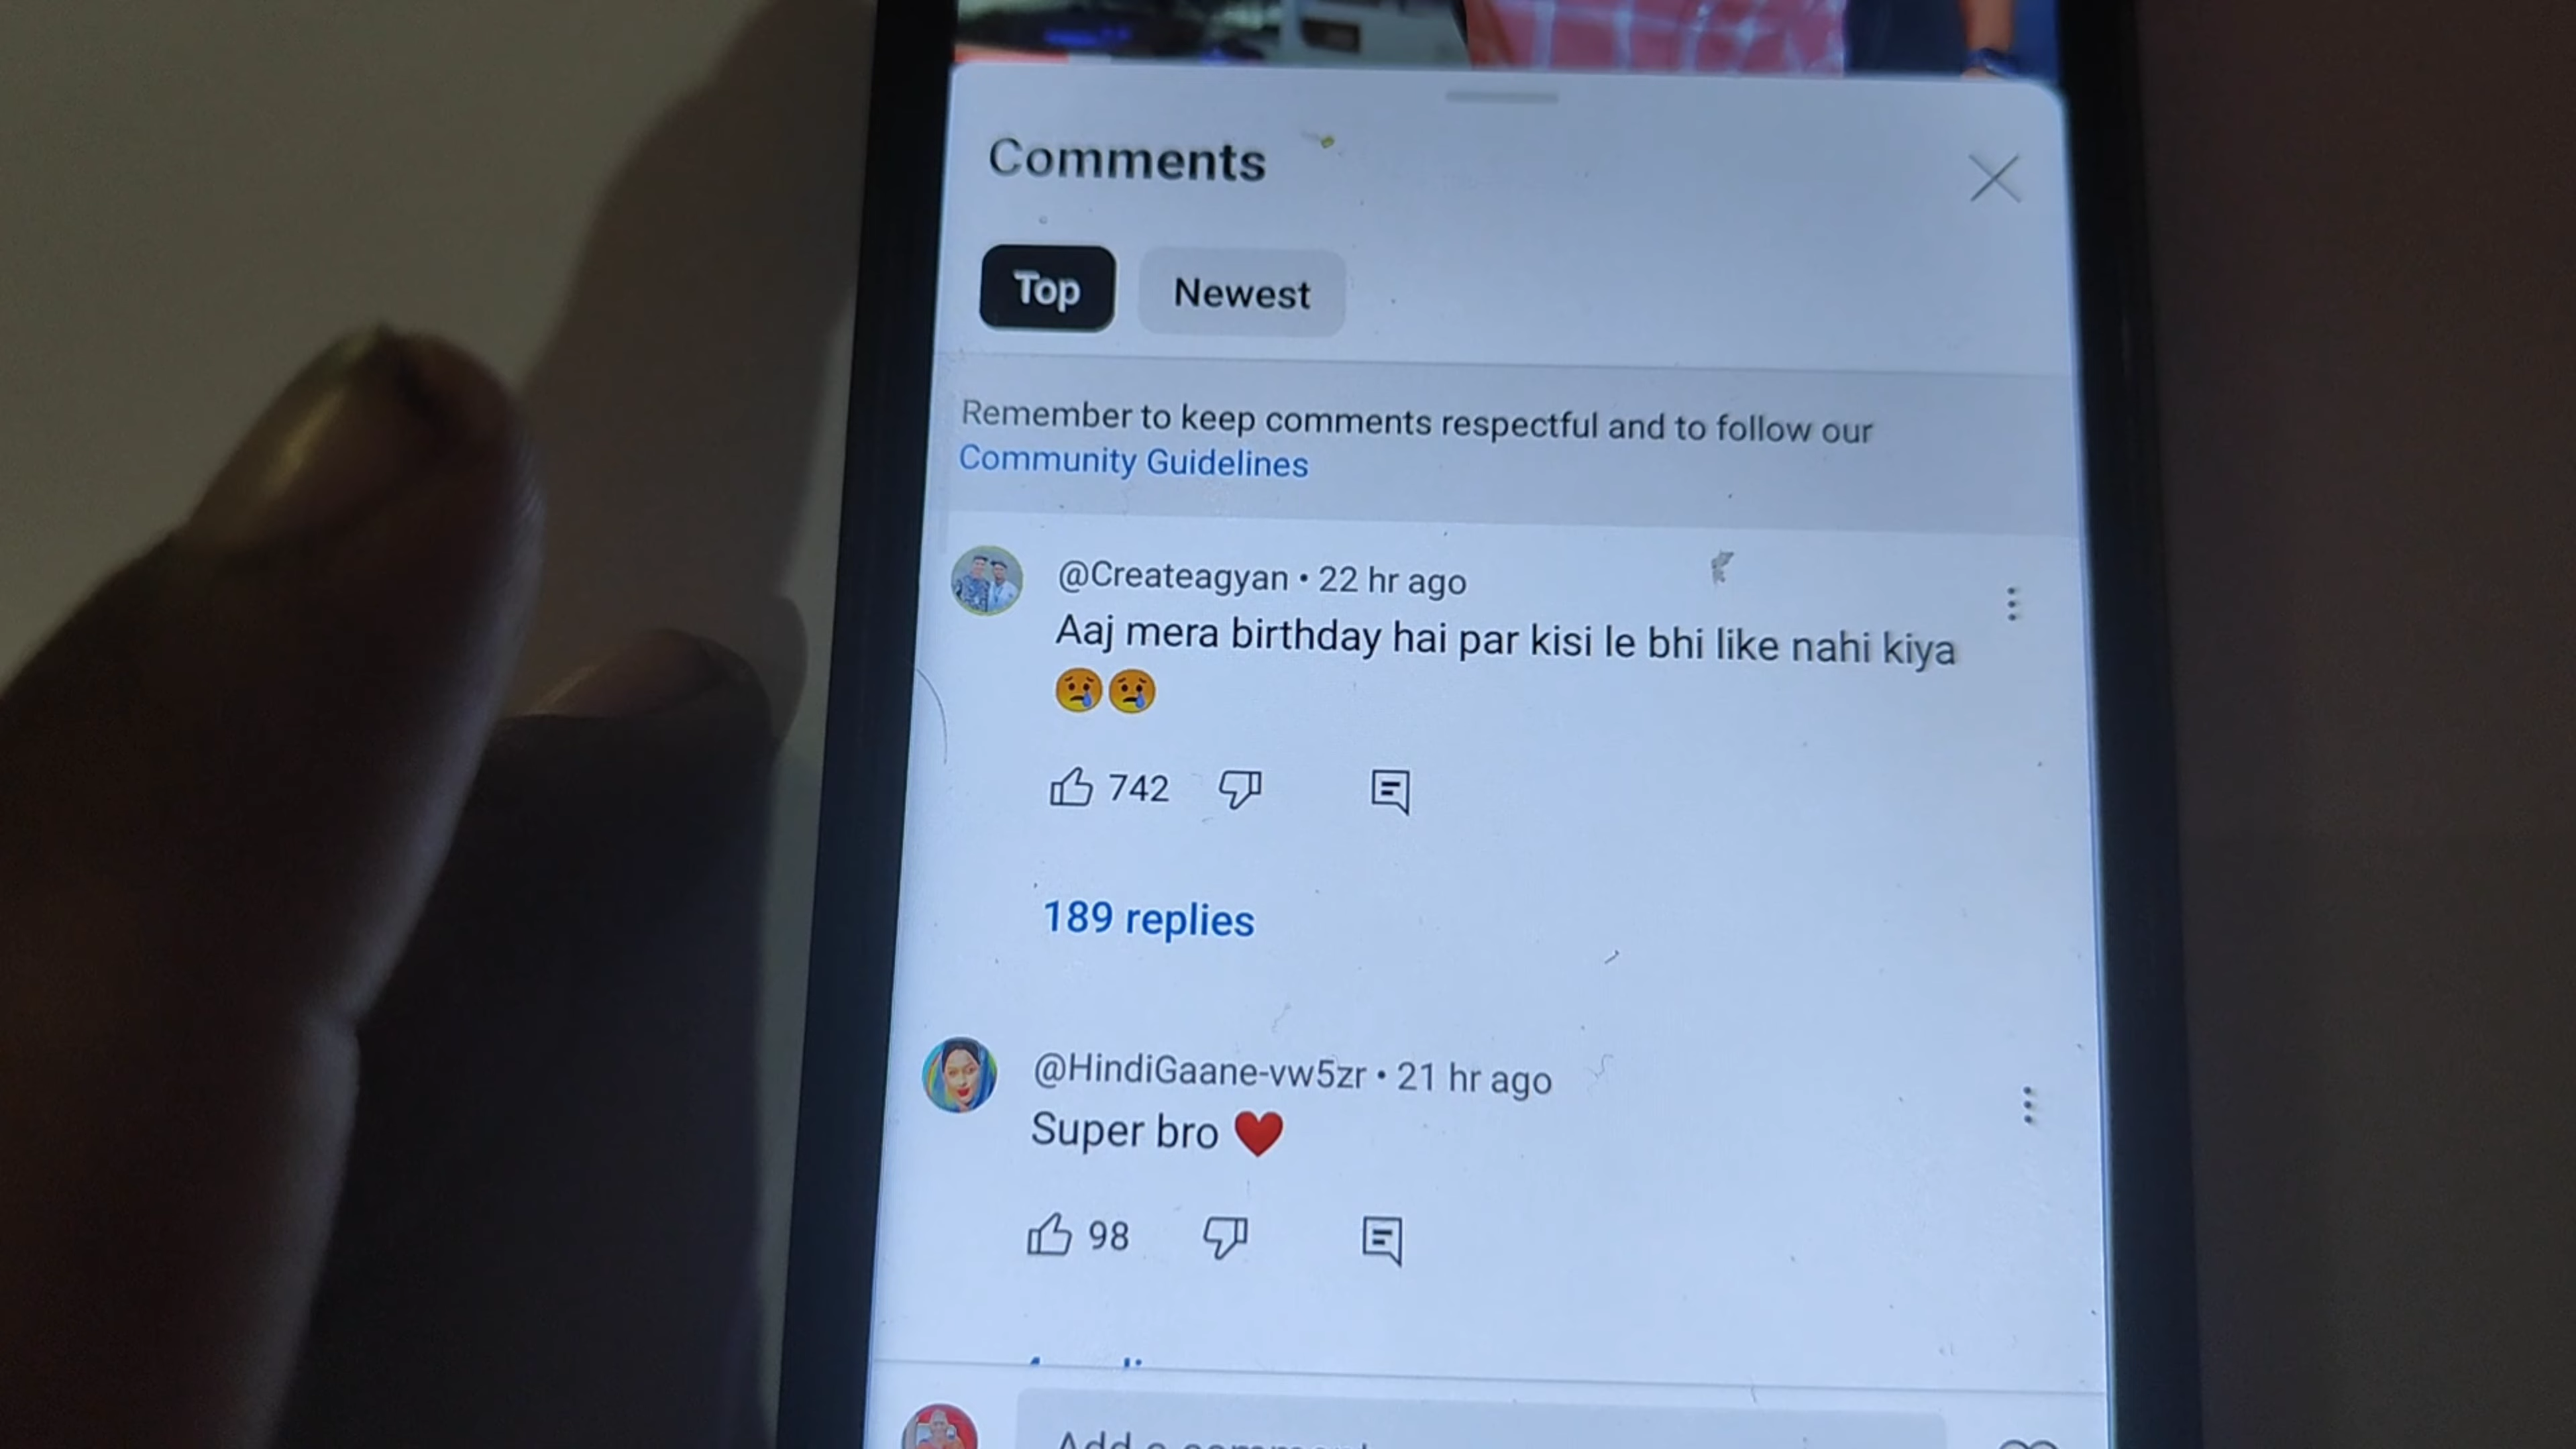 Comments
Top
Newest
Remember to keep comments respectful and to follow our
Community Guidelines
@Createagyan • 22 hr ago
Aaj mera birthday hai par kisi le bhi like nahi kiya
😢😢
742
189 replies
@HindiGaane-vw5zr • 21 hr ago
Super bro ❤️
98
Add a comment